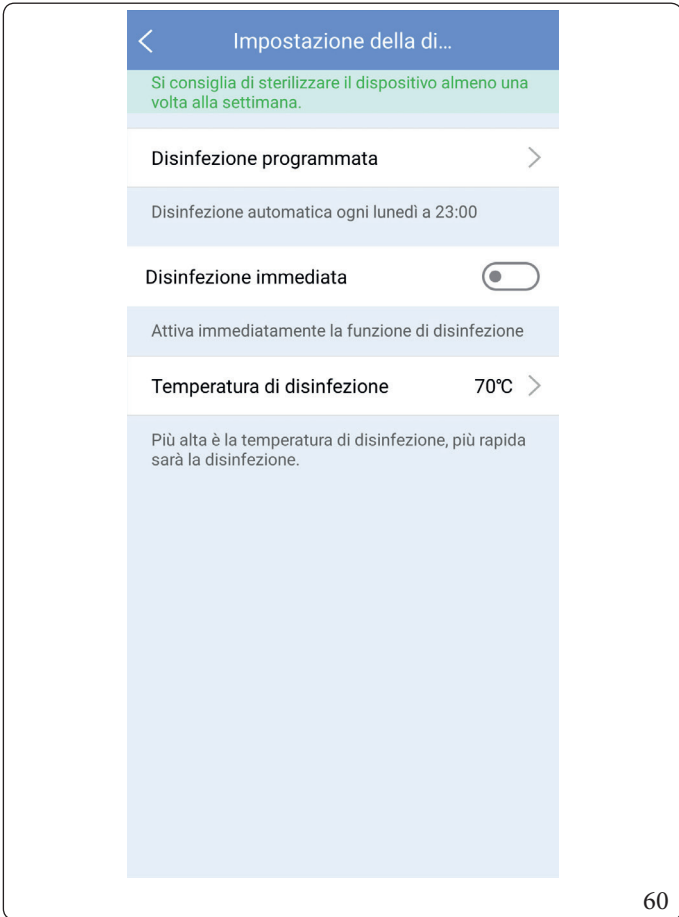 Impostazione della di...
Si consiglia di sterilizzare il dispositivo almeno una
volta alla settimana.
Disinfezione programmata
Disinfezione automatica ogni lunedì a 23:00
Disinfezione immediata
Attiva immediatamente la funzione di disinfezione
Temperatura di disinfezione 70℃
Più alta è la temperatura di disinfezione, più rapida
sarà la disinfezione.
60